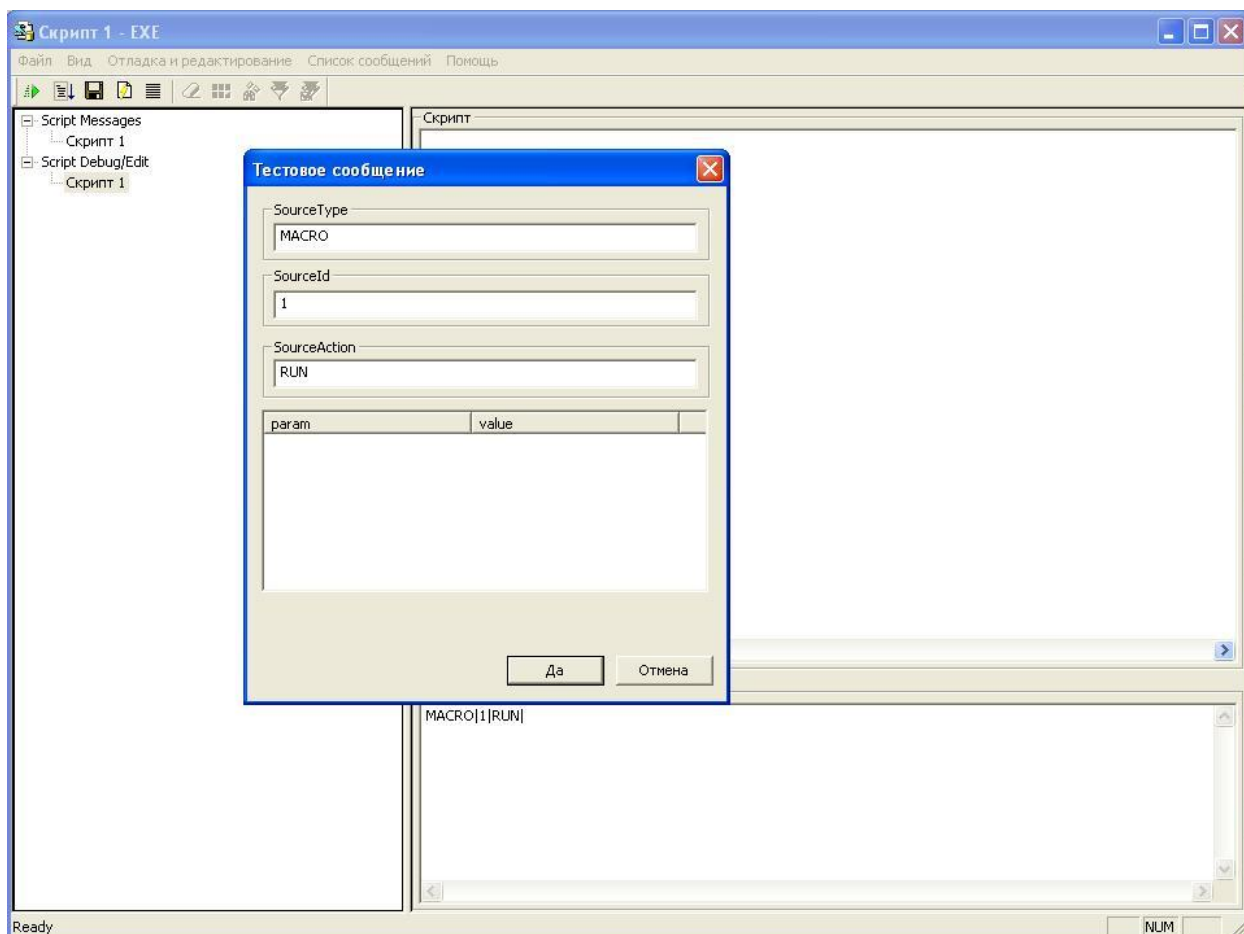 Скрипт 1 - EXE
Файл Вид Отладка и редактирование Список сообщений Помощь
Script Messages
Скрипт 1
Script Debug/Edit
Скрипт 1
Скрипт
Тестовое сообщение
SourceType
MACRO
SourceId
1
SourceAction
RUN
param value
Да Отмена
MACRO|1|RUN|
Ready NUM